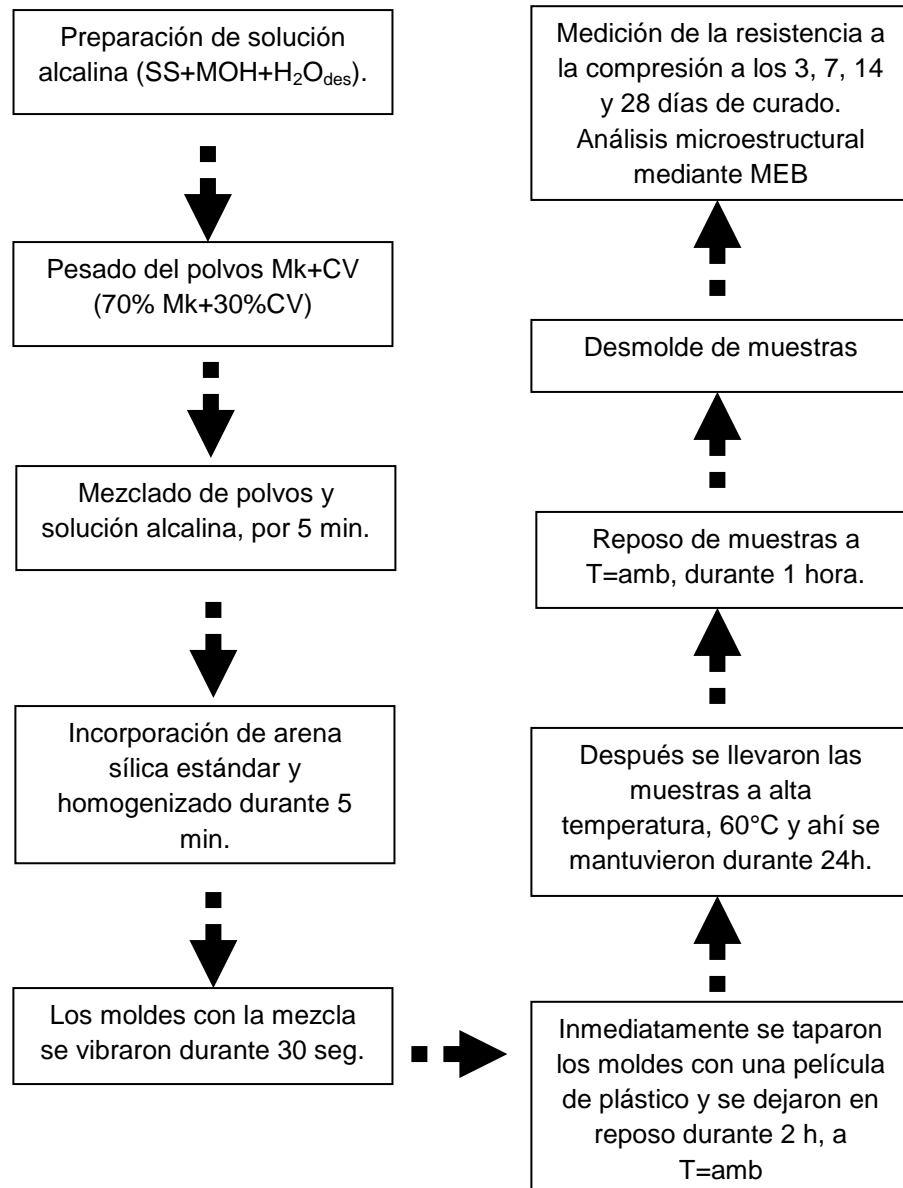 Preparación de solución
alcalina (SS+MOH+H₂Odes).
Pesado del polvos Mk+CV
(70% Mk+30%CV)
Mezclado de polvos y
solución alcalina, por 5 min.
Incorporación de arena
sílica estándar y
homogenizado durante 5
min.
Los moldes con la mezcla
se vibraron durante 30 seg.
Inmediatamente se taparon
los moldes con una película
de plástico y se dejaron en
reposo durante 2 h, a
T=amb
Después se llevaron las
muestras a alta
temperatura, 60°C y ahí se
mantuvieron durante 24h.
Reposo de muestras a
T=amb, durante 1 hora.
Desmolde de muestras
Medición de la resistencia a
la compresión a los 3, 7, 14
y 28 días de curado.
Análisis microestructural
mediante MEB